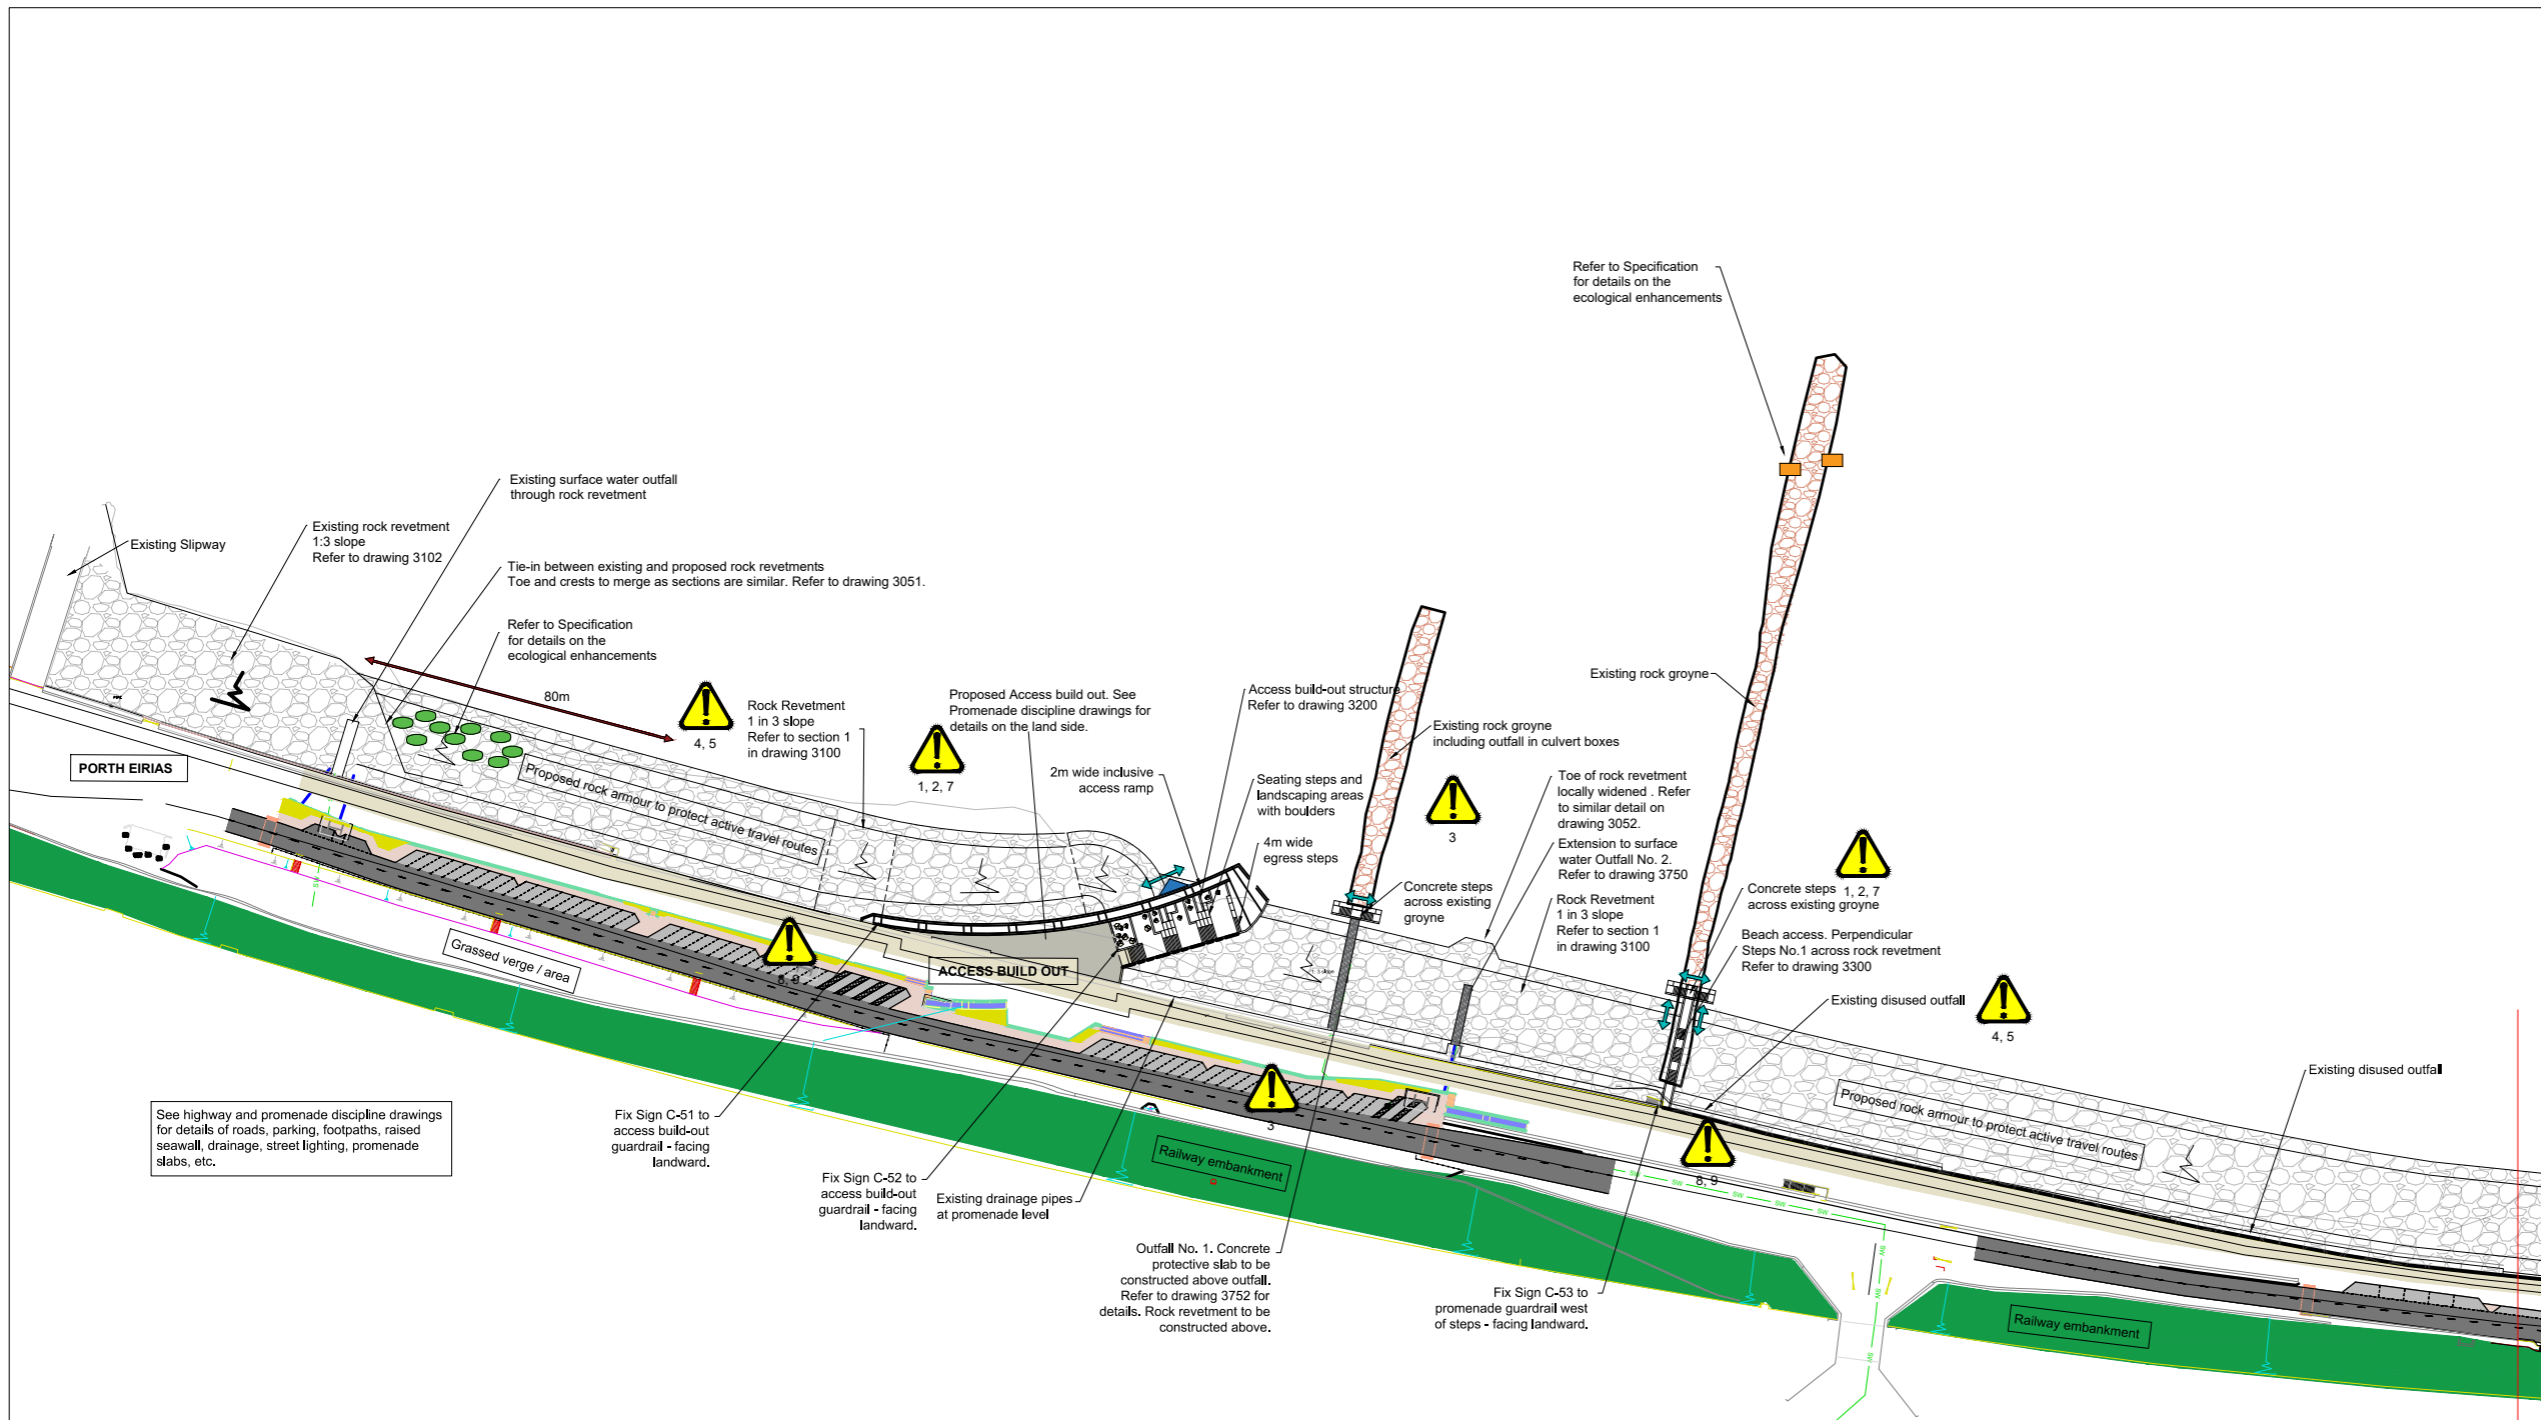 Refer to Specification
for details on the
ecological enhancements
Existing surface water outfall
through rock revetment
Existing rock revetment
1:3 slope
Refer to drawing 3102
Existing Slipway
Tie-in between existing and proposed rock revetments
Toe and crests to merge as sections are similar. Refer to drawing 3051.
Refer to Specification
for details on the
ecological enhancements
80m
4, 5
Rock Revetment
1 in 3 slope
Refer to section 1
in drawing 3100
Proposed Access build out. See
Promenade discipline drawings for
details on the land side.
1, 2, 7
Access build-out structure
Refer to drawing 3200
Existing rock groyne
Existing rock groyne
including outfall in culvert boxes
2m wide inclusive
access ramp
Seating steps and
landscaping areas
with boulders
4m wide
egress steps
3
Toe of rock revetment
locally widened . Refer
to similar detail on
drawing 3052.
Extension to surface
water Outfall No. 2.
Refer to drawing 3750
Concrete steps
across existing
groyne
Rock Revetment
1 in 3 slope
Refer to section 1
in drawing 3100
1, 2, 7
Concrete steps
across existing groyne
Beach access. Perpendicular
Steps No.1 across rock revetment
Refer to drawing 3300
Existing disused outfall
4, 5
Existing disused outfall
PORTH EIRIAS
Proposed rock armour to protect active travel routes
Grassed verge / area
8, 9
ACCESS BUILD OUT
Proposed rock armour to protect active travel routes
See highway and promenade discipline drawings
for details of roads, parking, footpaths, raised
seawall, drainage, street lighting, promenade
slabs, etc.
Fix Sign C-51 to
access build-out
guardrail - facing
landward.
Fix Sign C-52 to
access build-out
guardrail - facing
landward.
Existing drainage pipes
at promenade level
3
Railway embankment
8, 9
Outfall No. 1. Concrete
protective slab to be
constructed above outfall.
Refer to drawing 3752 for
details. Rock revetment to be
constructed above.
Fix Sign C-53 to
promenade guardrail west
of steps - facing landward.
Railway embankment
SW
SW
SW
SW
SW
SW
SW
SW